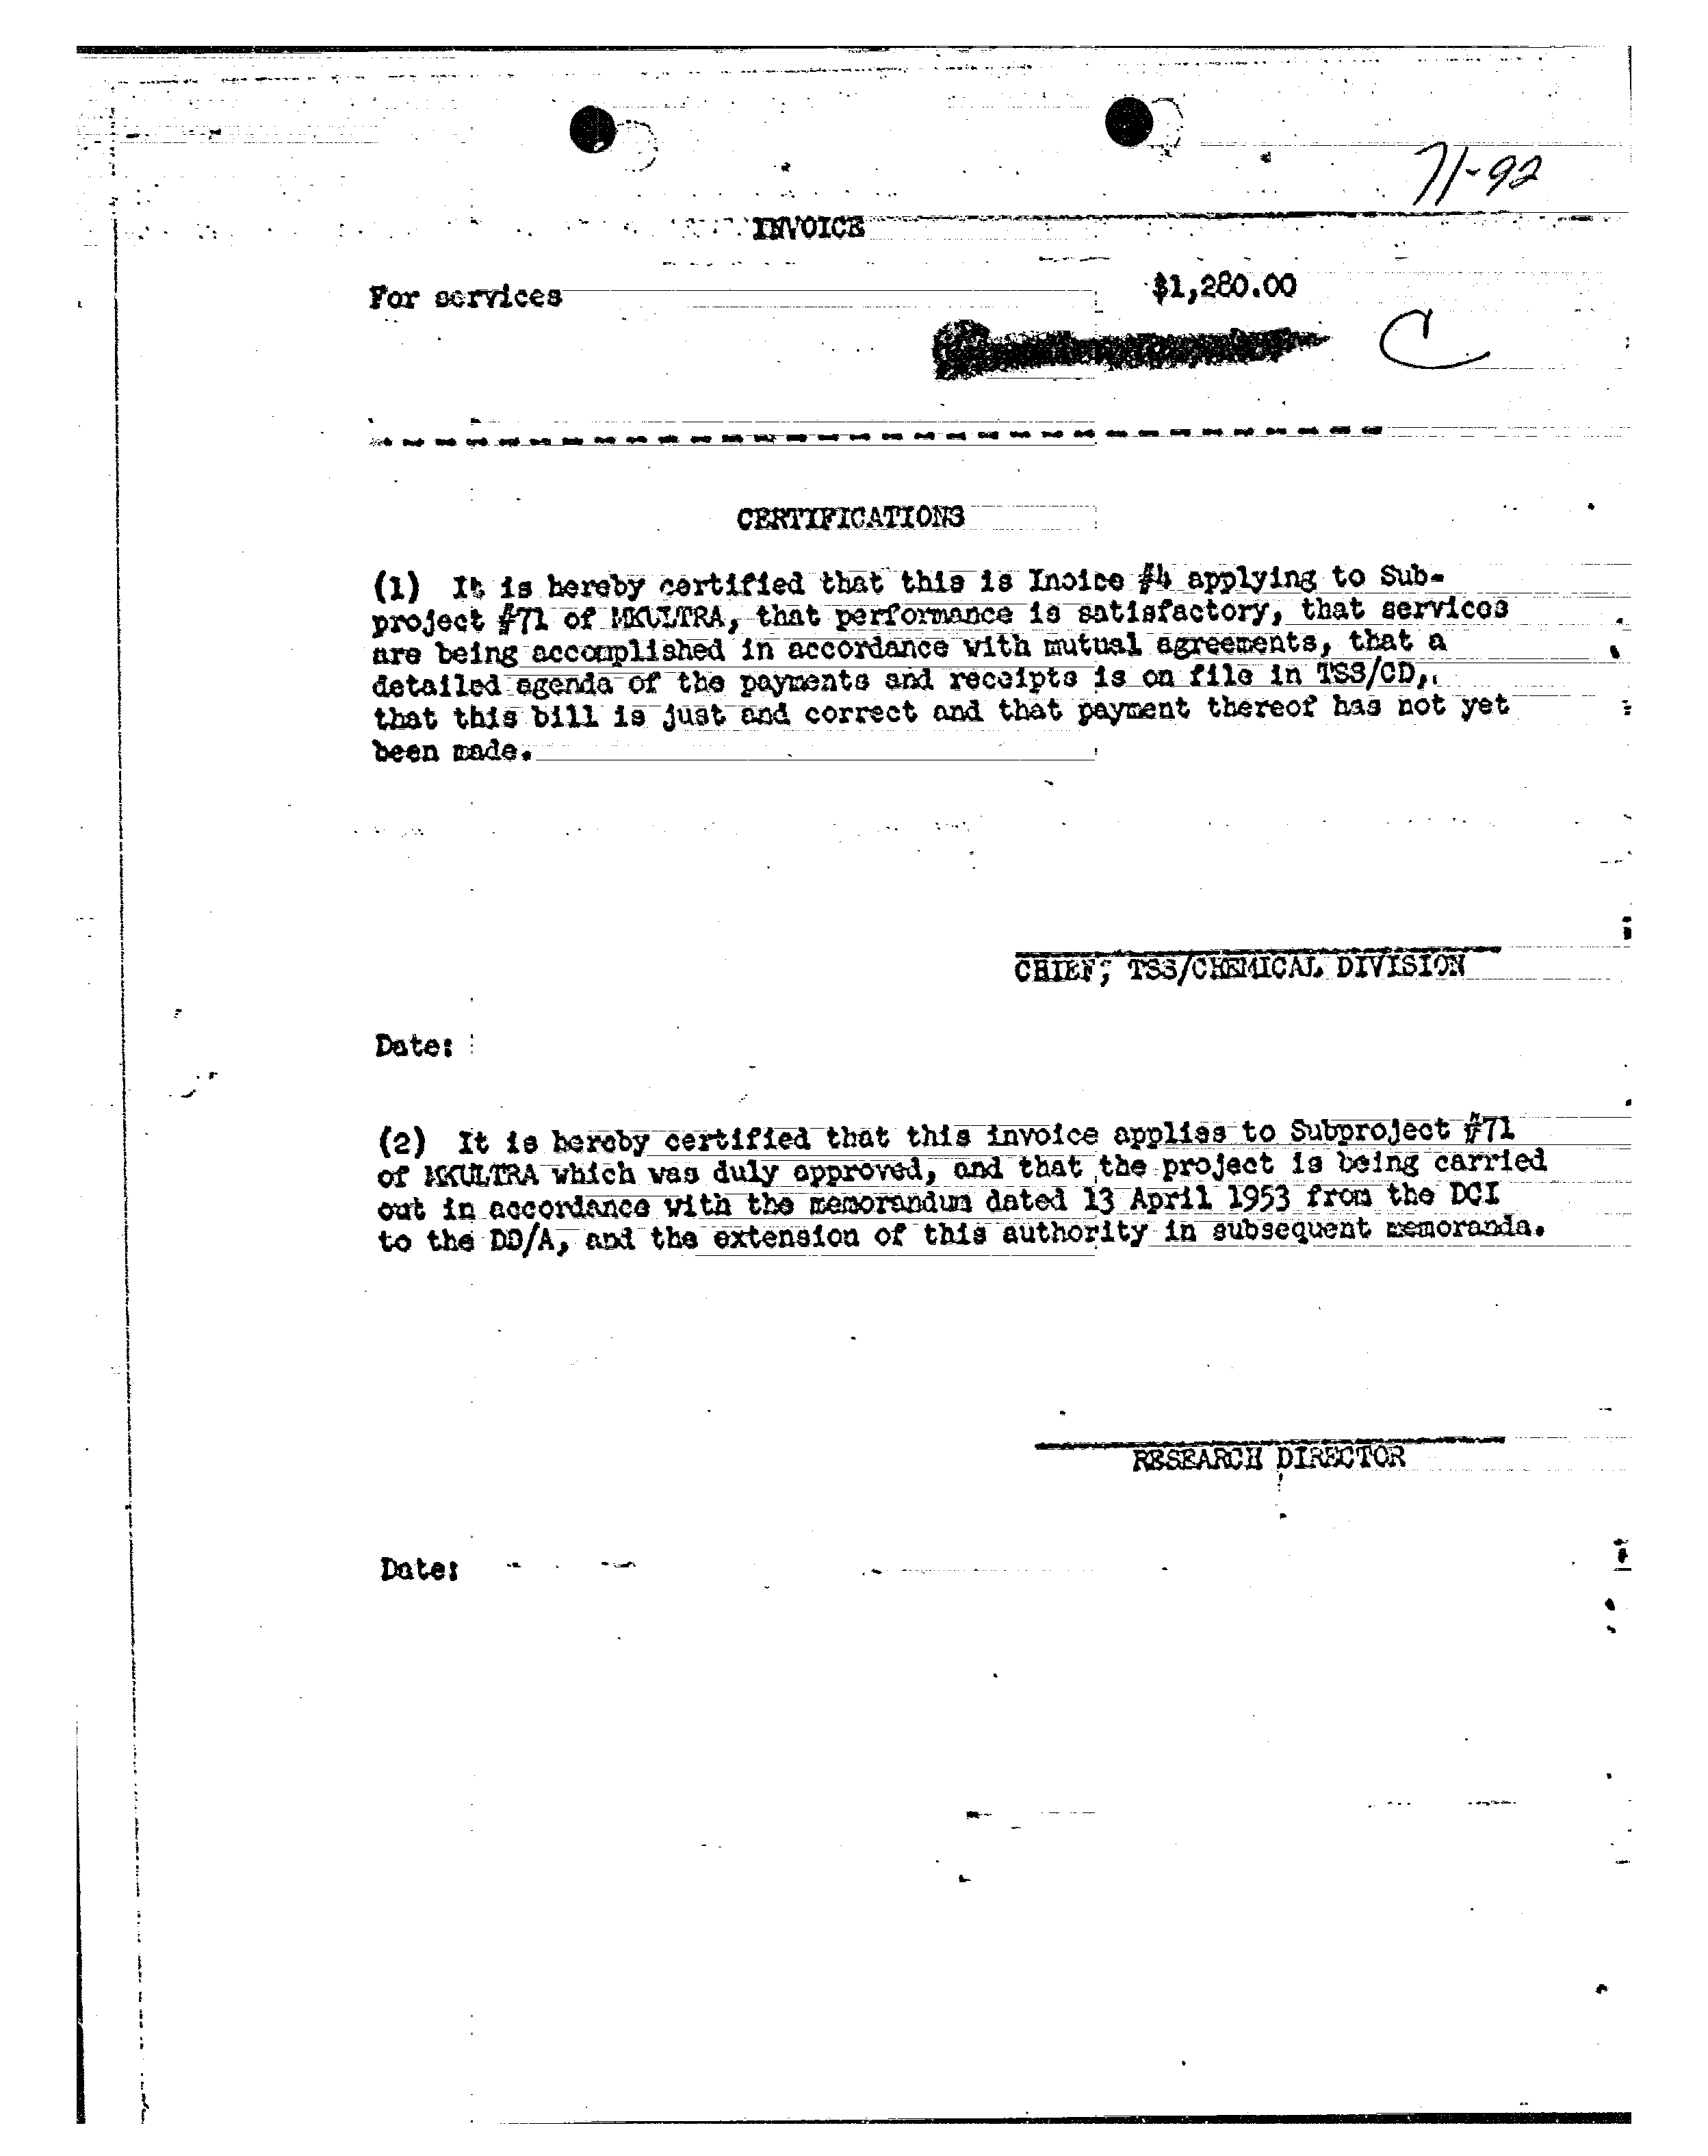 71-92
INVOICE
For services $1,280.00
C
CERTIFICATIONS
(1) It is hereby certified that this is Inoice #4 applying to Sub-
project #71 of MKULTRA, that performance is satisfactory, that services
are being accomplished in accordance with mutual agreements, that a
detailed agenda of the payments and receipts is on file in TSS/CD,
that this bill is just and correct and that payment thereof has not yet
been made.
CHIEF, TSS/CHEMICAL DIVISION
Date:
(2) It is hereby certified that this invoice applies to Subproject #71
of MKULTRA which was duly approved, and that the project is being carried
out in accordance with the memorandum dated 13 April 1953 from the DCI
to the DD/A, and the extension of this authority in subsequent memoranda.
RESEARCH DIRECTOR
Date: